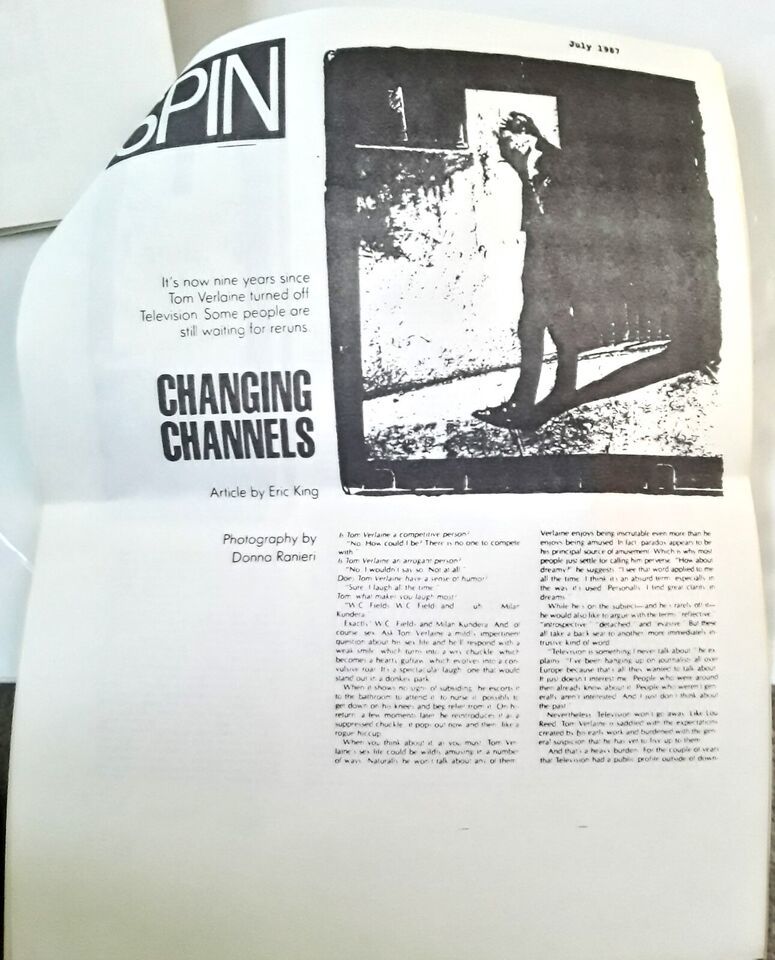 July 1987
SPIN
It's now nine years since
Tom Verlaine turned off
Television. Some people are
still waiting for reruns.
CHANGING
CHANNELS
Article by Eric King
Photography by
Donna Ranieri
Is Tom Verlaine a competitive person?
"No. How could I be? There is no one to compete
with."
Is Tom Verlaine an arrogant person?
"No. I wouldn't say so. Not at all."
Does Tom Verlaine have a sense of humor?
"Sure. I laugh all the time."
Tom, what makes you laugh most?
"W.C. Fields. W.C. Fields and . . . uh . . . Milan
Kundera."
Exactly. W.C. Fields and Milan Kundera. And, of
course, sex. Ask Tom Verlaine a mildly impertinent
question about his sex life and he'll respond with a
weak smile, which turns into a wry chuckle, which
becomes a hearty guffaw, which evolves into a con-
vulsive roar. It's a spectacular laugh, one that would
stand out in a donkey park.
When it shows no sign of subsiding, he escorts it
to the bathroom to attend to it, to nurse it, possibly to
get down on his knees and beg relief from it. On his
return a few moments later he reintroduces it as a
suppressed chuckle. It pops out now and then, like a
rogue hiccup.
When you think about it, as you must, Tom Ver-
laine's sex life could be wildly amusing in a number
of ways. Naturally, he won't talk about any of them.
Verlaine enjoys being inscrutable even more than he
enjoys being amused. In fact, paradox appears to be
his principal source of amusement. Which is why most
people just settle for calling him perverse. "How about
dreamy?" he suggests. "I see that word applied to me
all the time. I think it's an absurd term, especially in
the way it's used. Personally, I find great clarity in
dreams."
While he's on the subject—and he's rarely off it—
he would also like to argue with the terms "reflective,"
"introspective," "detached," and "evasive." But these
all take a back seat to another, more immediately in-
trusive kind of word.
"Television is something I never talk about," he ex-
plains. "I've been hanging up on journalists all over
Europe because that's all they wanted to talk about.
It just doesn't interest me. People who were around
then already know about it. People who weren't gen-
erally aren't interested. And I just don't think about
the past."
Nevertheless, Television won't go away. Like Lou
Reed, Tom Verlaine is saddled with the expectations
created by his early work and burdened with the gen-
eral suspicion that he has yet to live up to them.
And that's a heavy burden. For the couple of years
that Television had a public profile outside of down-